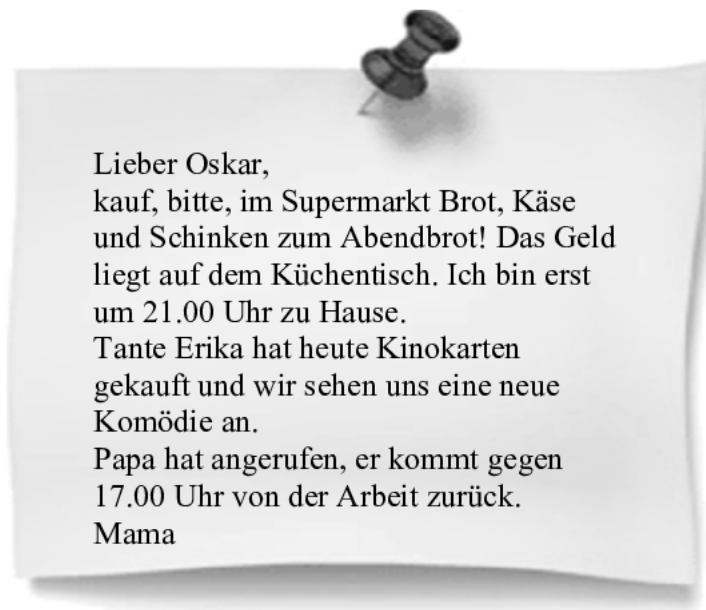 Lieber Oskar,
kauf, bitte, im Supermarkt Brot, Käse
und Schinken zum Abendbrot! Das Geld
liegt auf dem Küchentisch. Ich bin erst
um 21.00 Uhr zu Hause.
Tante Erika hat heute Kinokarten
gekauft und wir sehen uns eine neue
Komödie an.
Papa hat angerufen, er kommt gegen
17.00 Uhr von der Arbeit zurück.
Mama